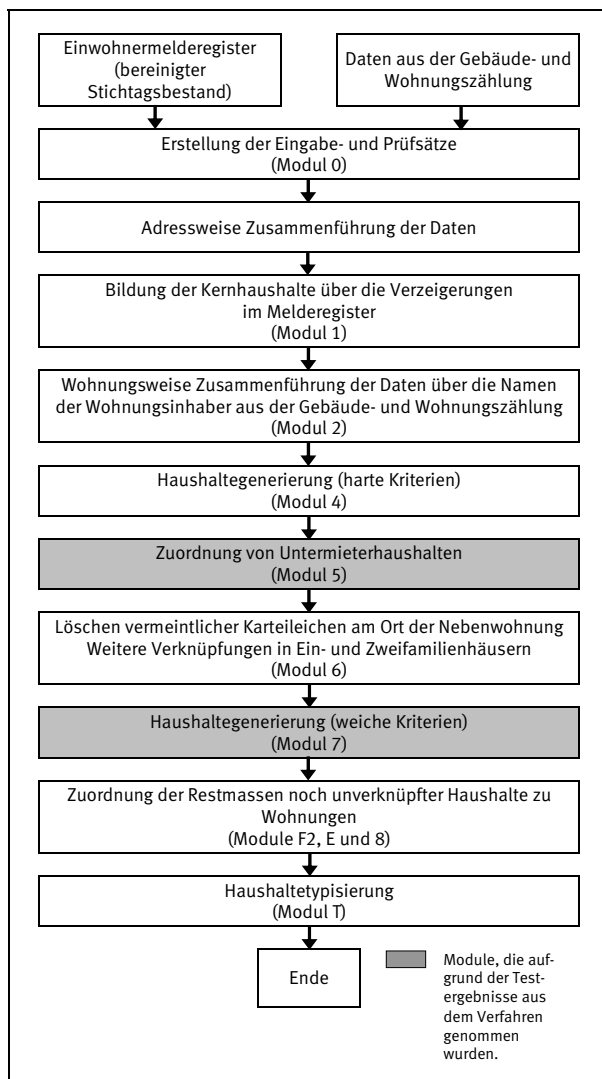 Einwohnermelderegister
(bereinigter
Stichtagsbestand)
Daten aus der Gebäude- und
Wohnungszählung
Erstellung der Eingabe- und Prüfsätze
(Modul 0)
Adressweise Zusammenführung der Daten
Bildung der Kernhaushalte über die Verzeigerungen
im Melderegister
(Modul 1)
Wohnungsweise Zusammenführung der Daten über die Namen
der Wohnungsinhaber aus der Gebäude- und Wohnungszählung
(Modul 2)
Haushaltegenerierung (harte Kriterien)
(Modul 4)
Zuordnung von Untermieterhaushalten
(Modul 5)
Löschen vermeintlicher Karteileichen am Ort der Nebenwohnung
Weitere Verknüpfungen in Ein- und Zweifamilienhäusern
(Modul 6)
Haushaltegenerierung (weiche Kriterien)
(Modul 7)
Zuordnung der Restmassen noch unverknüpfter Haushalte zu
Wohnungen
(Module F2, E und 8)
Haushaltetypisierung
(Modul T)
Ende
Module, die auf-
grund der Test-
ergebnisse aus
dem Verfahren
genommen
wurden.